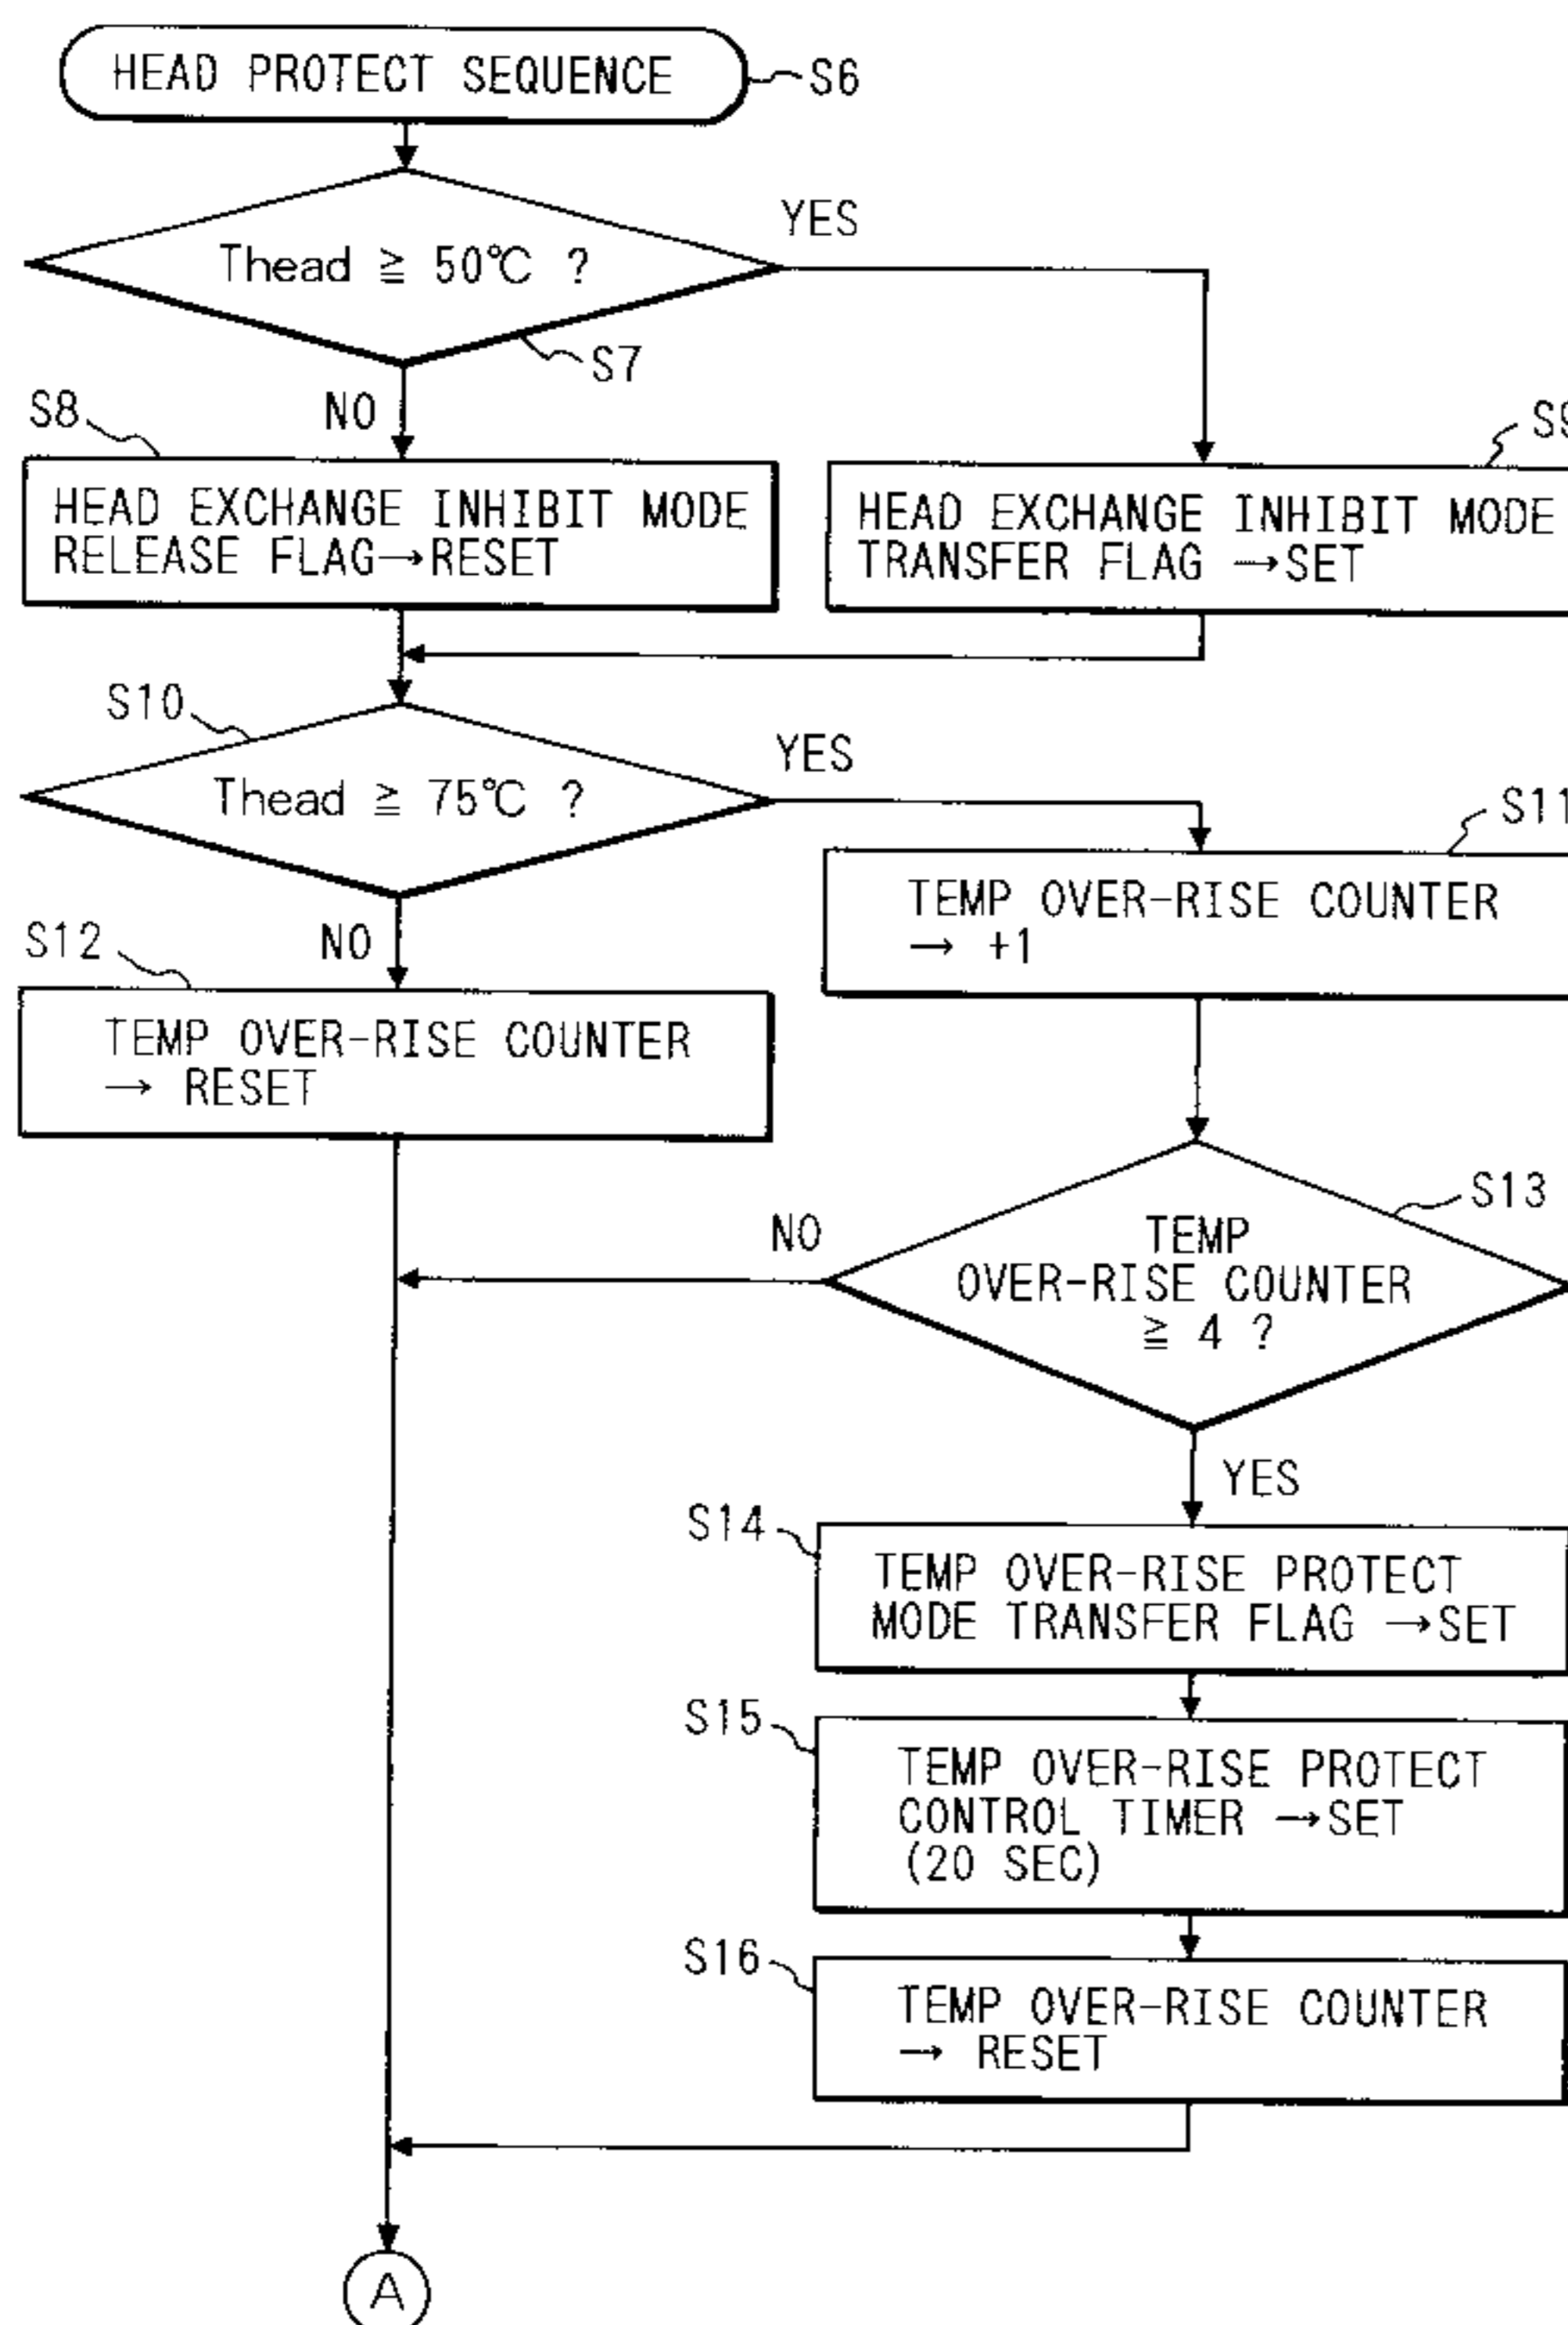 HEAD PROTECT SEQUENCE
S6
Thead ≧ 50℃ ?
YES
S7
NO
S8
HEAD EXCHANGE INHIBIT MODE
RELEASE FLAG→RESET
S9
HEAD EXCHANGE INHIBIT MODE
TRANSFER FLAG →SET
S10
Thead ≧ 75℃ ?
YES
S11
TEMP OVER-RISE COUNTER
→ +1
NO
S12
TEMP OVER-RISE COUNTER
→ RESET
S13
TEMP
OVER-RISE COUNTER
≧ 4 ?
NO
YES
S14
TEMP OVER-RISE PROTECT
MODE TRANSFER FLAG →SET
S15
TEMP OVER-RISE PROTECT
CONTROL TIMER →SET
(20 SEC)
S16
TEMP OVER-RISE COUNTER
→ RESET
A